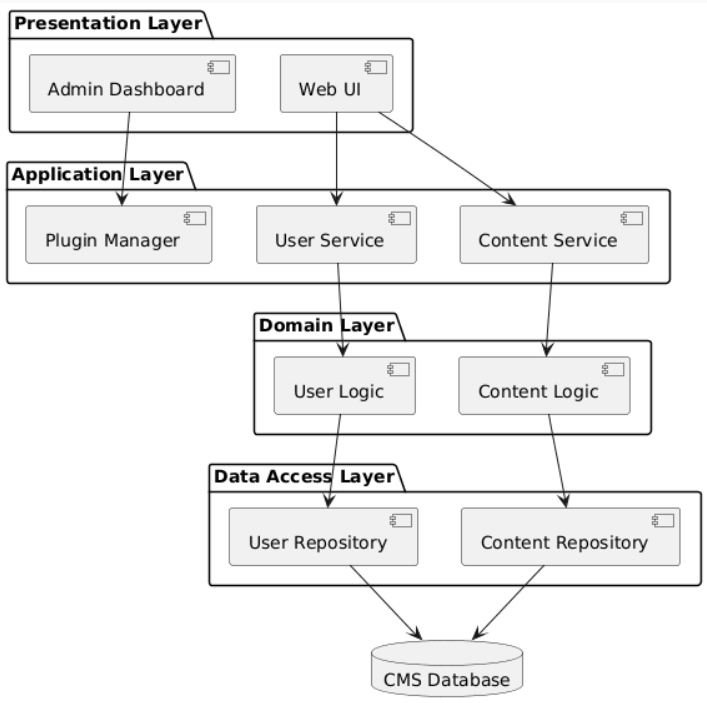 Presentation Layer
Admin Dashboard
Web UI
Application Layer
Plugin Manager
User Service
Content Service
Domain Layer
User Logic
Content Logic
Data Access Layer
User Repository
Content Repository
CMS Database